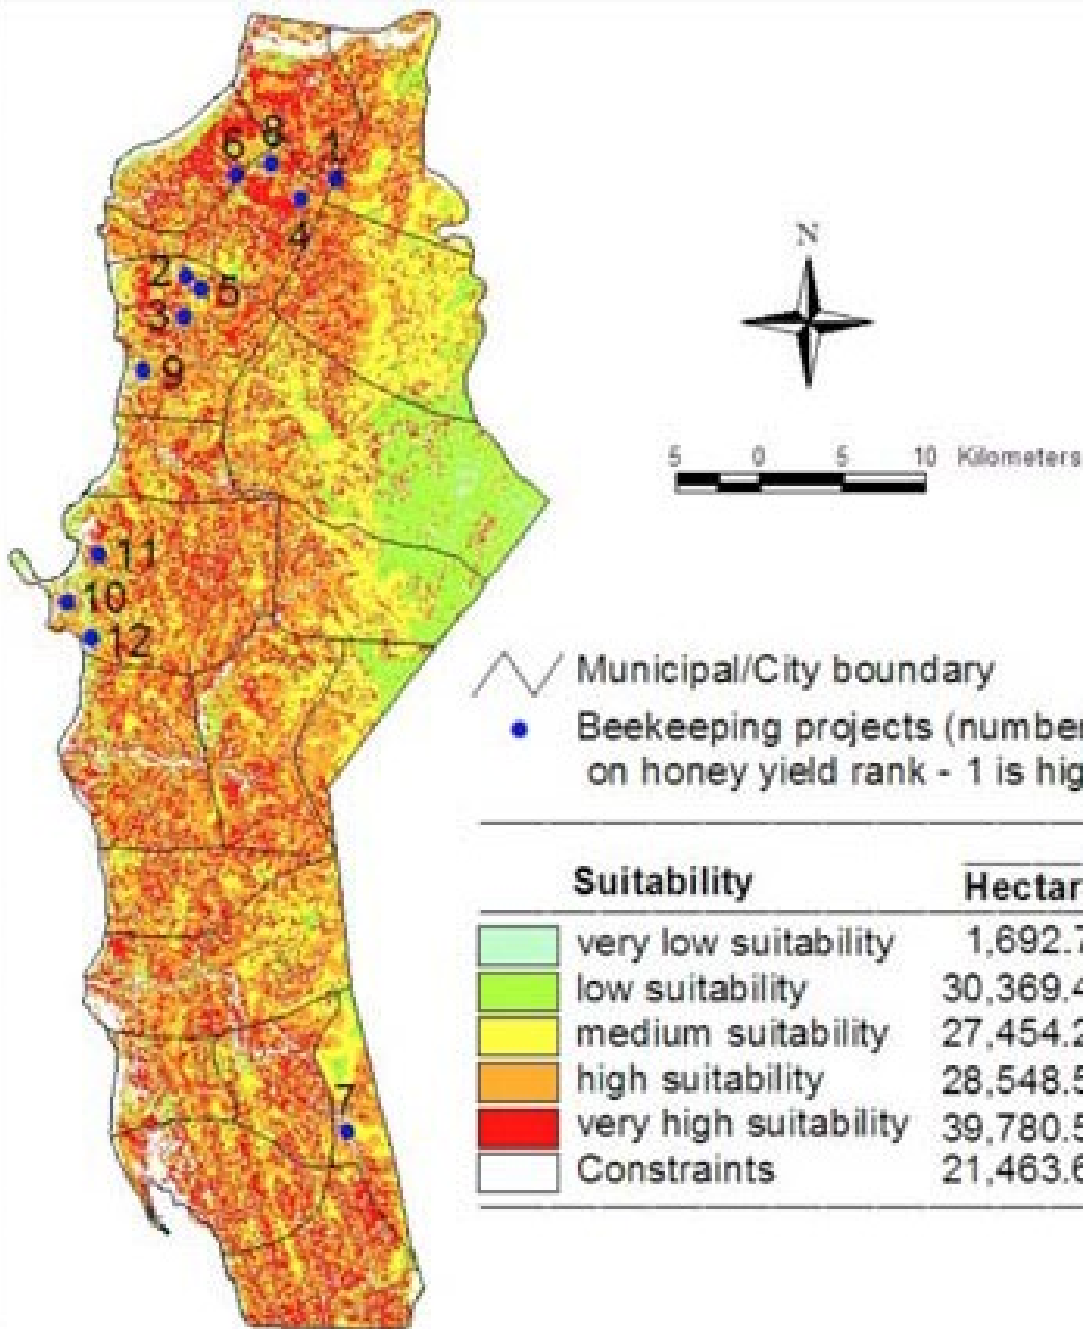 6 8 1
4
2 5
3
9
11
10
12
7
N
5 0 5 10 Kilometers
Municipal/City boundary
Beekeeping projects (number
on honey yield rank - 1 is hig
Suitability Hectar
very low suitability 1,692.7
low suitability 30,369.4
medium suitability 27,454.2
high suitability 28,548.5
very high suitability 39,780.5
Constraints 21,463.6